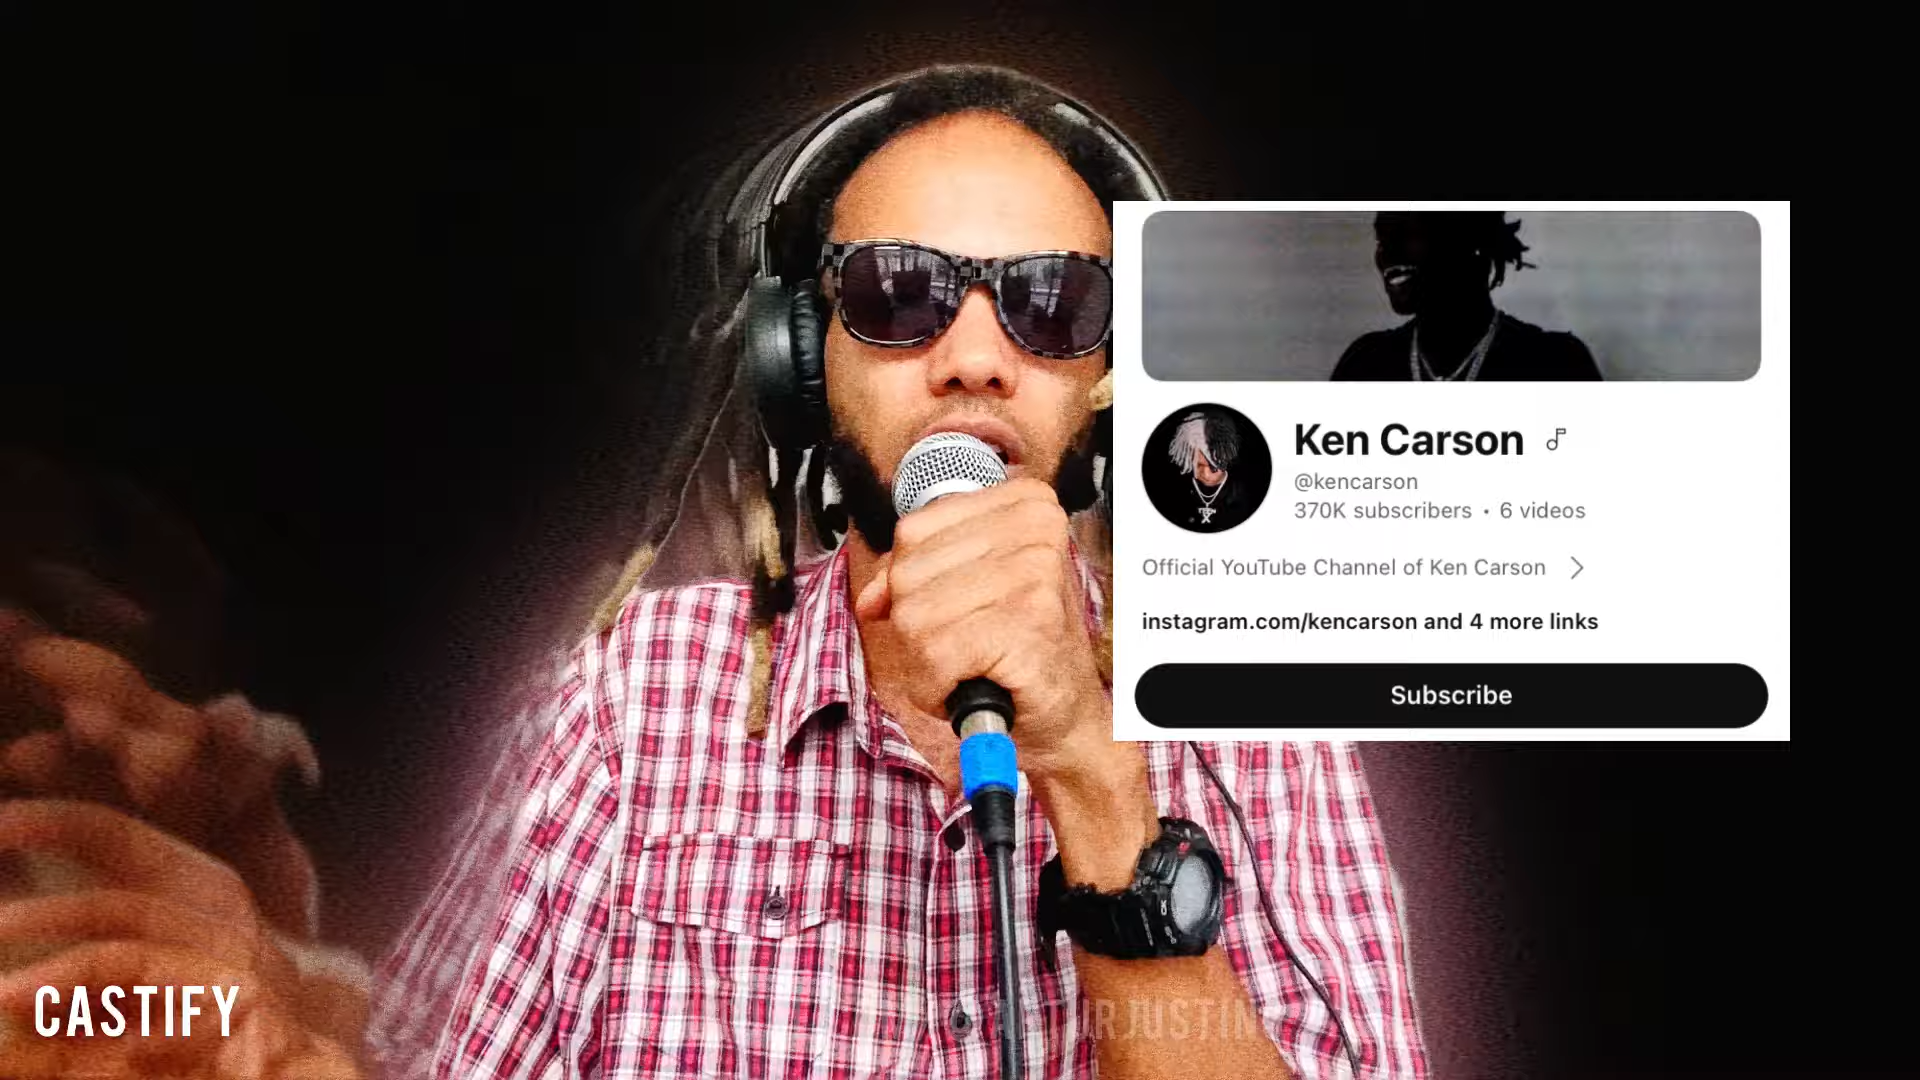 Ken Carson
@kencarson
370K subscribers • 6 videos
Official YouTube Channel of Ken Carson
instagram.com/kencarson and 4 more links
Subscribe
CASTIFY
ARTURJUSTIN